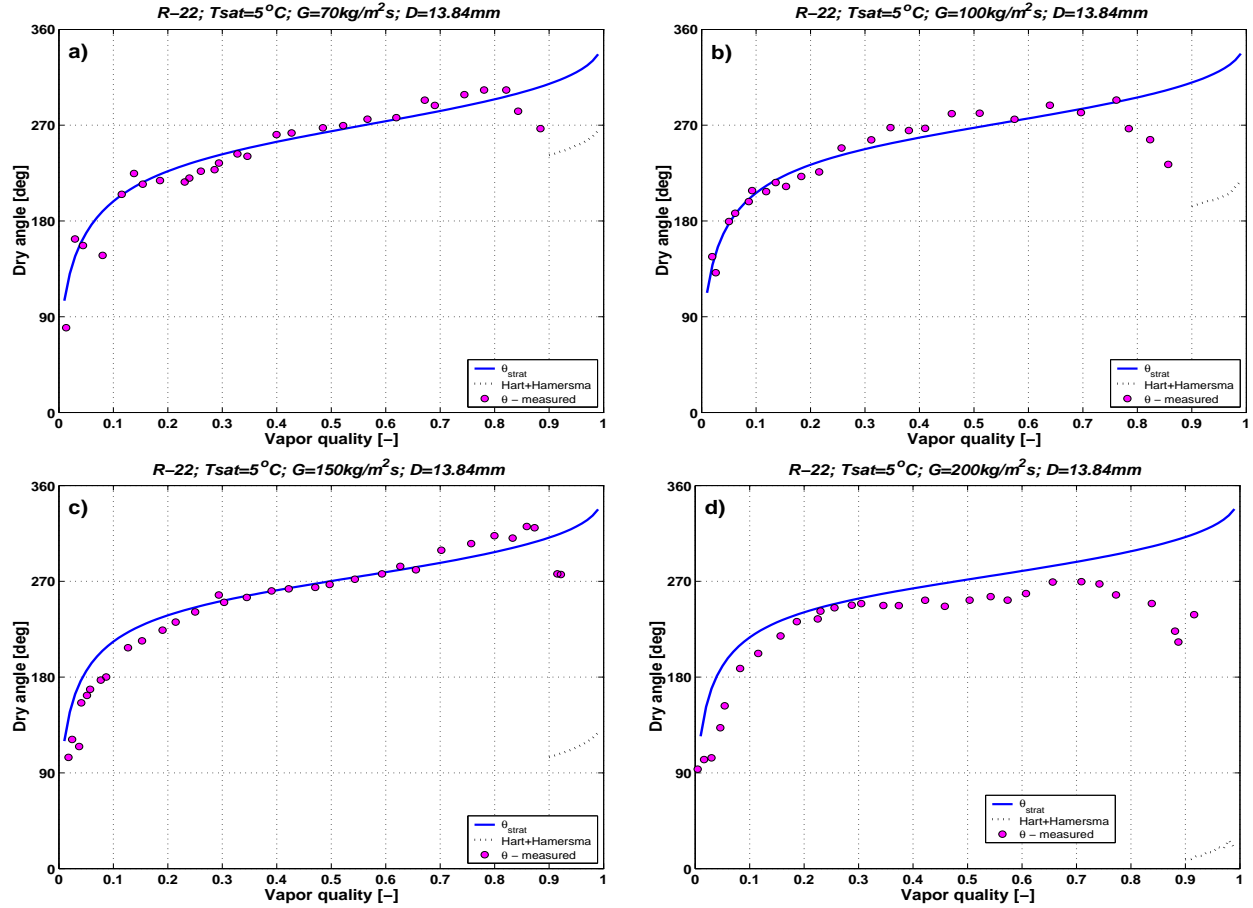 R−22; Tsat=5°C; G=70kg/m²s; D=13.84mm
a)
360
270
180
90
0
Dry angle [deg]
θstrat
Hart+Hamersma
θ − measured
0 0.1 0.2 0.3 0.4 0.5 0.6 0.7 0.8 0.9 1
Vapor quality [−]
R−22; Tsat=5°C; G=100kg/m²s; D=13.84mm
b)
360
270
180
90
0
Dry angle [deg]
θstrat
Hart+Hamersma
θ − measured
0 0.1 0.2 0.3 0.4 0.5 0.6 0.7 0.8 0.9 1
Vapor quality [−]
R−22; Tsat=5°C; G=150kg/m²s; D=13.84mm
c)
360
270
180
90
0
Dry angle [deg]
θstrat
Hart+Hamersma
θ − measured
0 0.1 0.2 0.3 0.4 0.5 0.6 0.7 0.8 0.9 1
Vapor quality [−]
R−22; Tsat=5°C; G=200kg/m²s; D=13.84mm
d)
360
270
180
90
0
Dry angle [deg]
θstrat
Hart+Hamersma
θ − measured
0 0.1 0.2 0.3 0.4 0.5 0.6 0.7 0.8 0.9 1
Vapor quality [−]